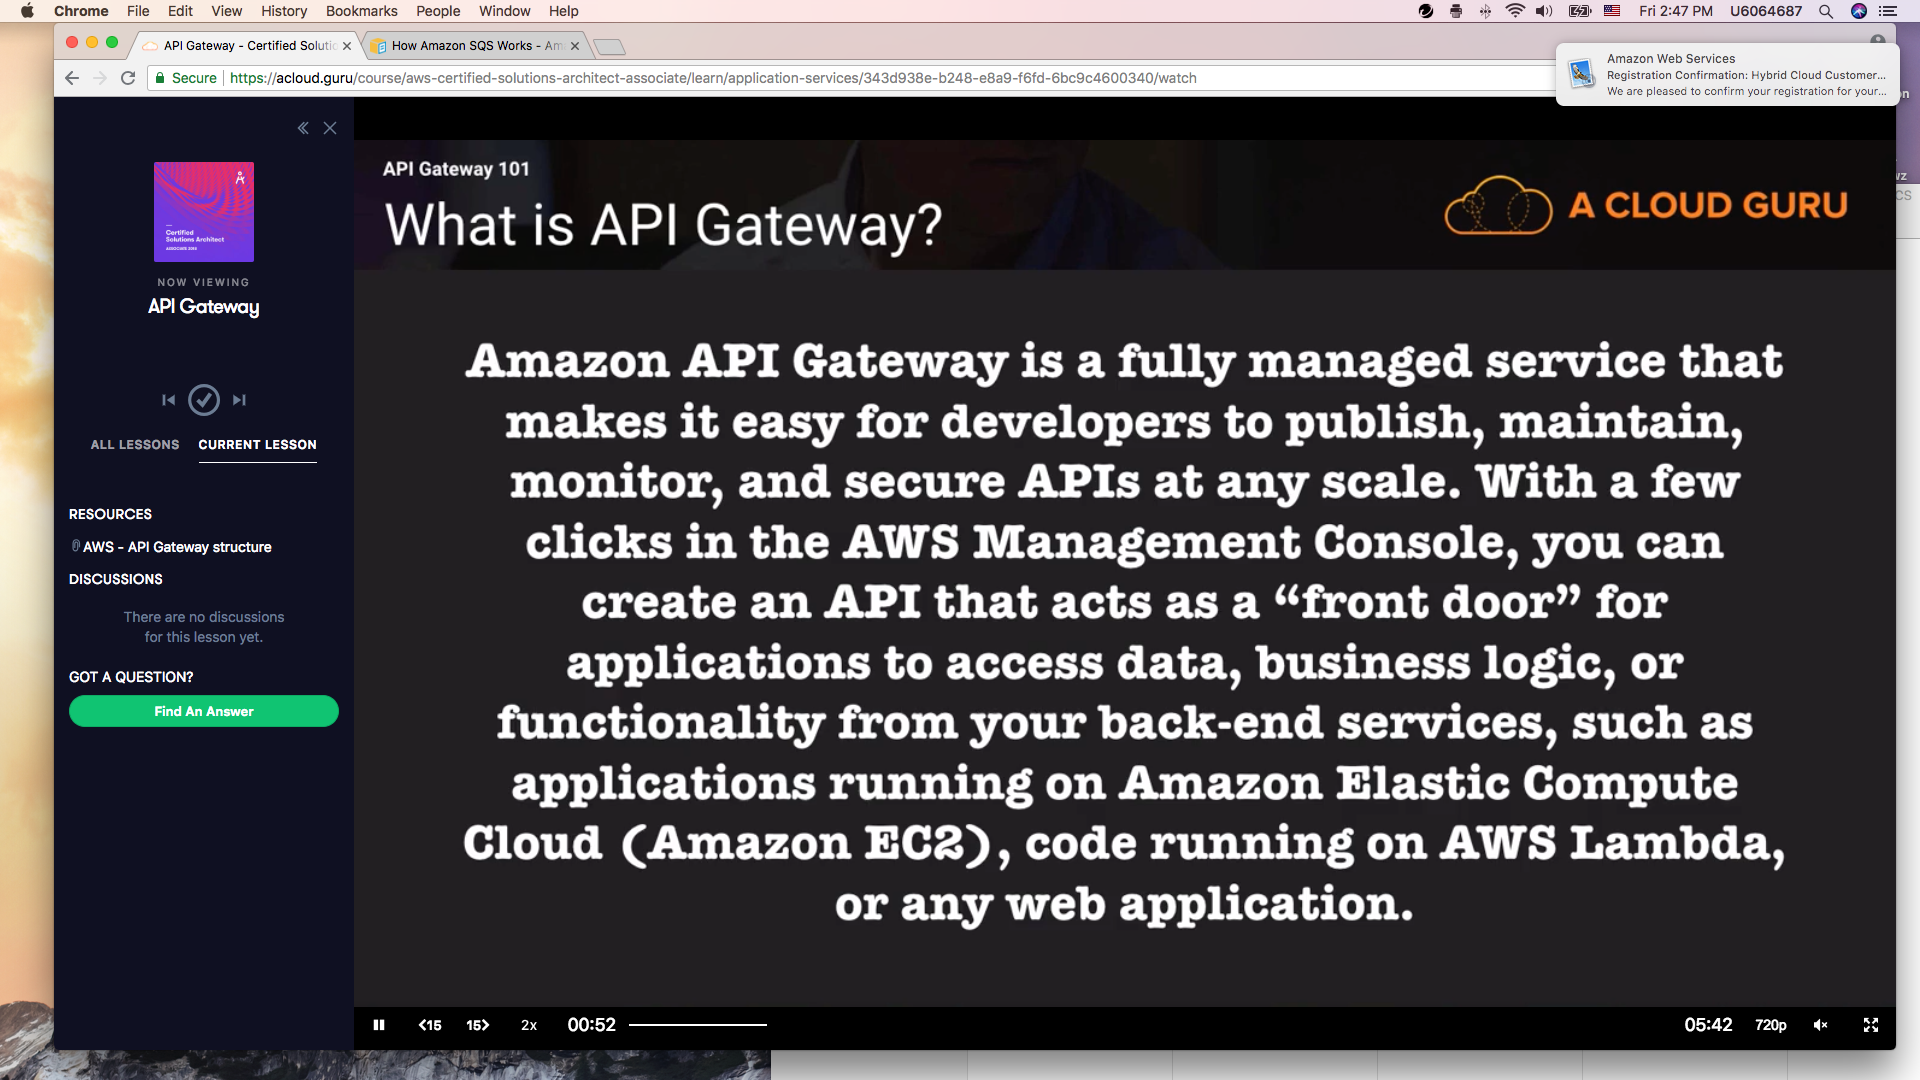 Chrome File Edit View History Bookmarks People Window Help
Fri 2:47 PM U6064687
API Gateway - Certified Solutio
How Amazon SQS Works - Am
Secure https://acloud.guru/course/aws-certified-solutions-architect-associate/learn/application-services/343d938e-b248-e8a9-f6fd-6bc9c4600340/watch
Amazon Web Services
Registration Confirmation: Hybrid Cloud Customer...
We are pleased to confirm your registration for your...
on
wz
CS
Certified
Solutions Architect
ASSOCIATE 2018
NOW VIEWING
API Gateway
ALL LESSONS CURRENT LESSON
RESOURCES
AWS - API Gateway structure
DISCUSSIONS
There are no discussions
for this lesson yet.
GOT A QUESTION?
Find An Answer
API Gateway 101
What is API Gateway?
A CLOUD GURU
Amazon API Gateway is a fully managed service that
makes it easy for developers to publish, maintain,
monitor, and secure APIs at any scale. With a few
clicks in the AWS Management Console, you can
create an API that acts as a “front door” for
applications to access data, business logic, or
functionality from your back-end services, such as
applications running on Amazon Elastic Compute
Cloud (Amazon EC2), code running on AWS Lambda,
or any web application.
<15 15> 2x 00:52 05:42 720p